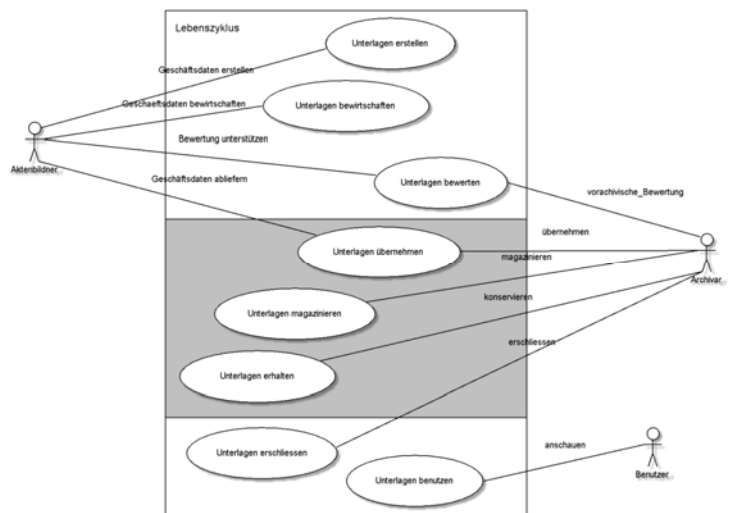 Lebenszyklus
Unterlagen erstellen
Geschäftsdaten erstellen
Geschaeftsdaten bewirtschaften
Unterlagen bewirtschaften
Bewertung unterstützen
Aktenbildner
Geschäftsdaten abliefern
Unterlagen bewerten
vorachivische_Bewertung
übernehmen
Unterlagen übernehmen
magazinieren
Archivar
konservieren
Unterlagen magazinieren
erschliessen
Unterlagen erhalten
anschauen
Unterlagen erschliessen
Benutzer
Unterlagen benutzen